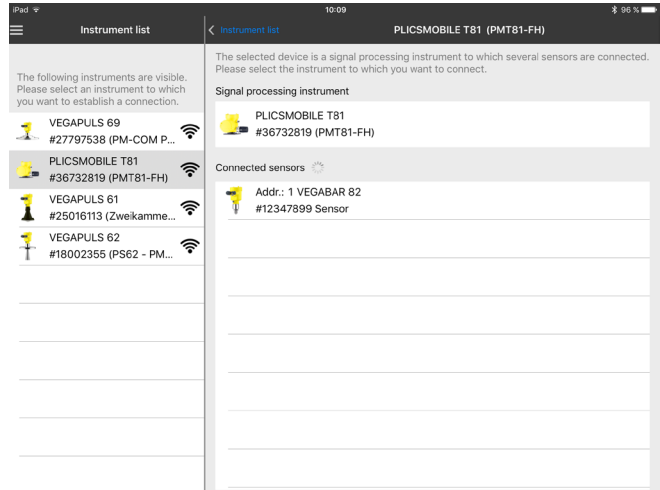 iPad
10:09
96 %
Instrument list
The following instruments are visible.
Please select an instrument to which
you want to establish a connection.
VEGAPULS 69
#27797538 (PM-COM P...
PLICSMOBILE T81
#36732819 (PMT81-FH)
VEGAPULS 61
#25016113 (Zweikamme...
VEGAPULS 62
#18002355 (PS62 - PM...
Instrument list
PLICSMOBILE T81 (PMT81-FH)
The selected device is a signal processing instrument to which several sensors are connected.
Please select the instrument to which you want to connect.
Signal processing instrument
PLICSMOBILE T81
#36732819 (PMT81-FH)
Connected sensors
Addr.: 1 VEGABAR 82
#12347899 Sensor